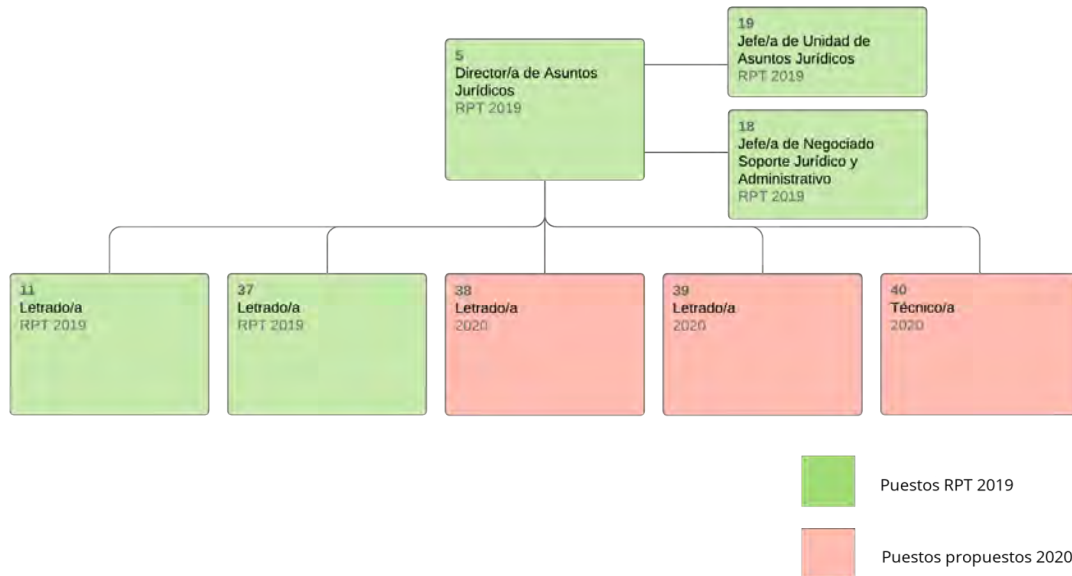 5
Director/a de Asuntos
Jurídicos
RPT 2019
19
Jefe/a de Unidad de
Asuntos Jurídicos
RPT 2019
18
Jefe/a de Negociado
Soporte Jurídico y
Administrativo
RPT 2019
11
Letrado/a
RPT 2019
37
Letrado/a
RPT 2019
38
Letrado/a
2020
39
Letrado/a
2020
40
Técnico/a
2020
Puestos RPT 2019
Puestos propuestos 2020